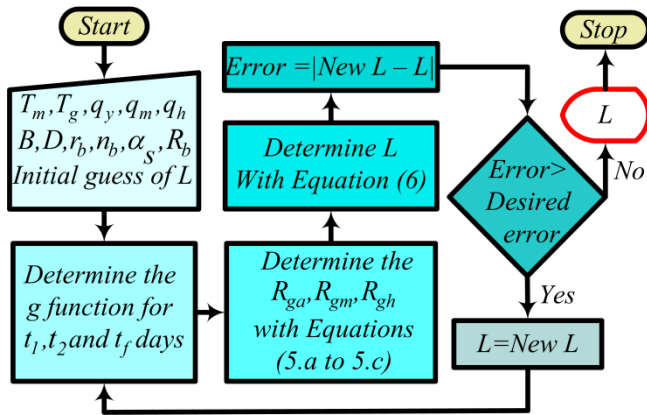 Start
T_m,T_g,q_y,q_m,q_h
B,D,r_b,n_b,α_s,R_b
Initial guess of L
Determine the
g function for
t_1,t_2 and t_f days
Determine the
R_ga,R_gm,R_gh
with Equations
(5.a to 5.c)
Determine L
With Equation (6)
Error =|New L – L|
Error>
Desired
error
Yes
L=New L
No
L
Stop